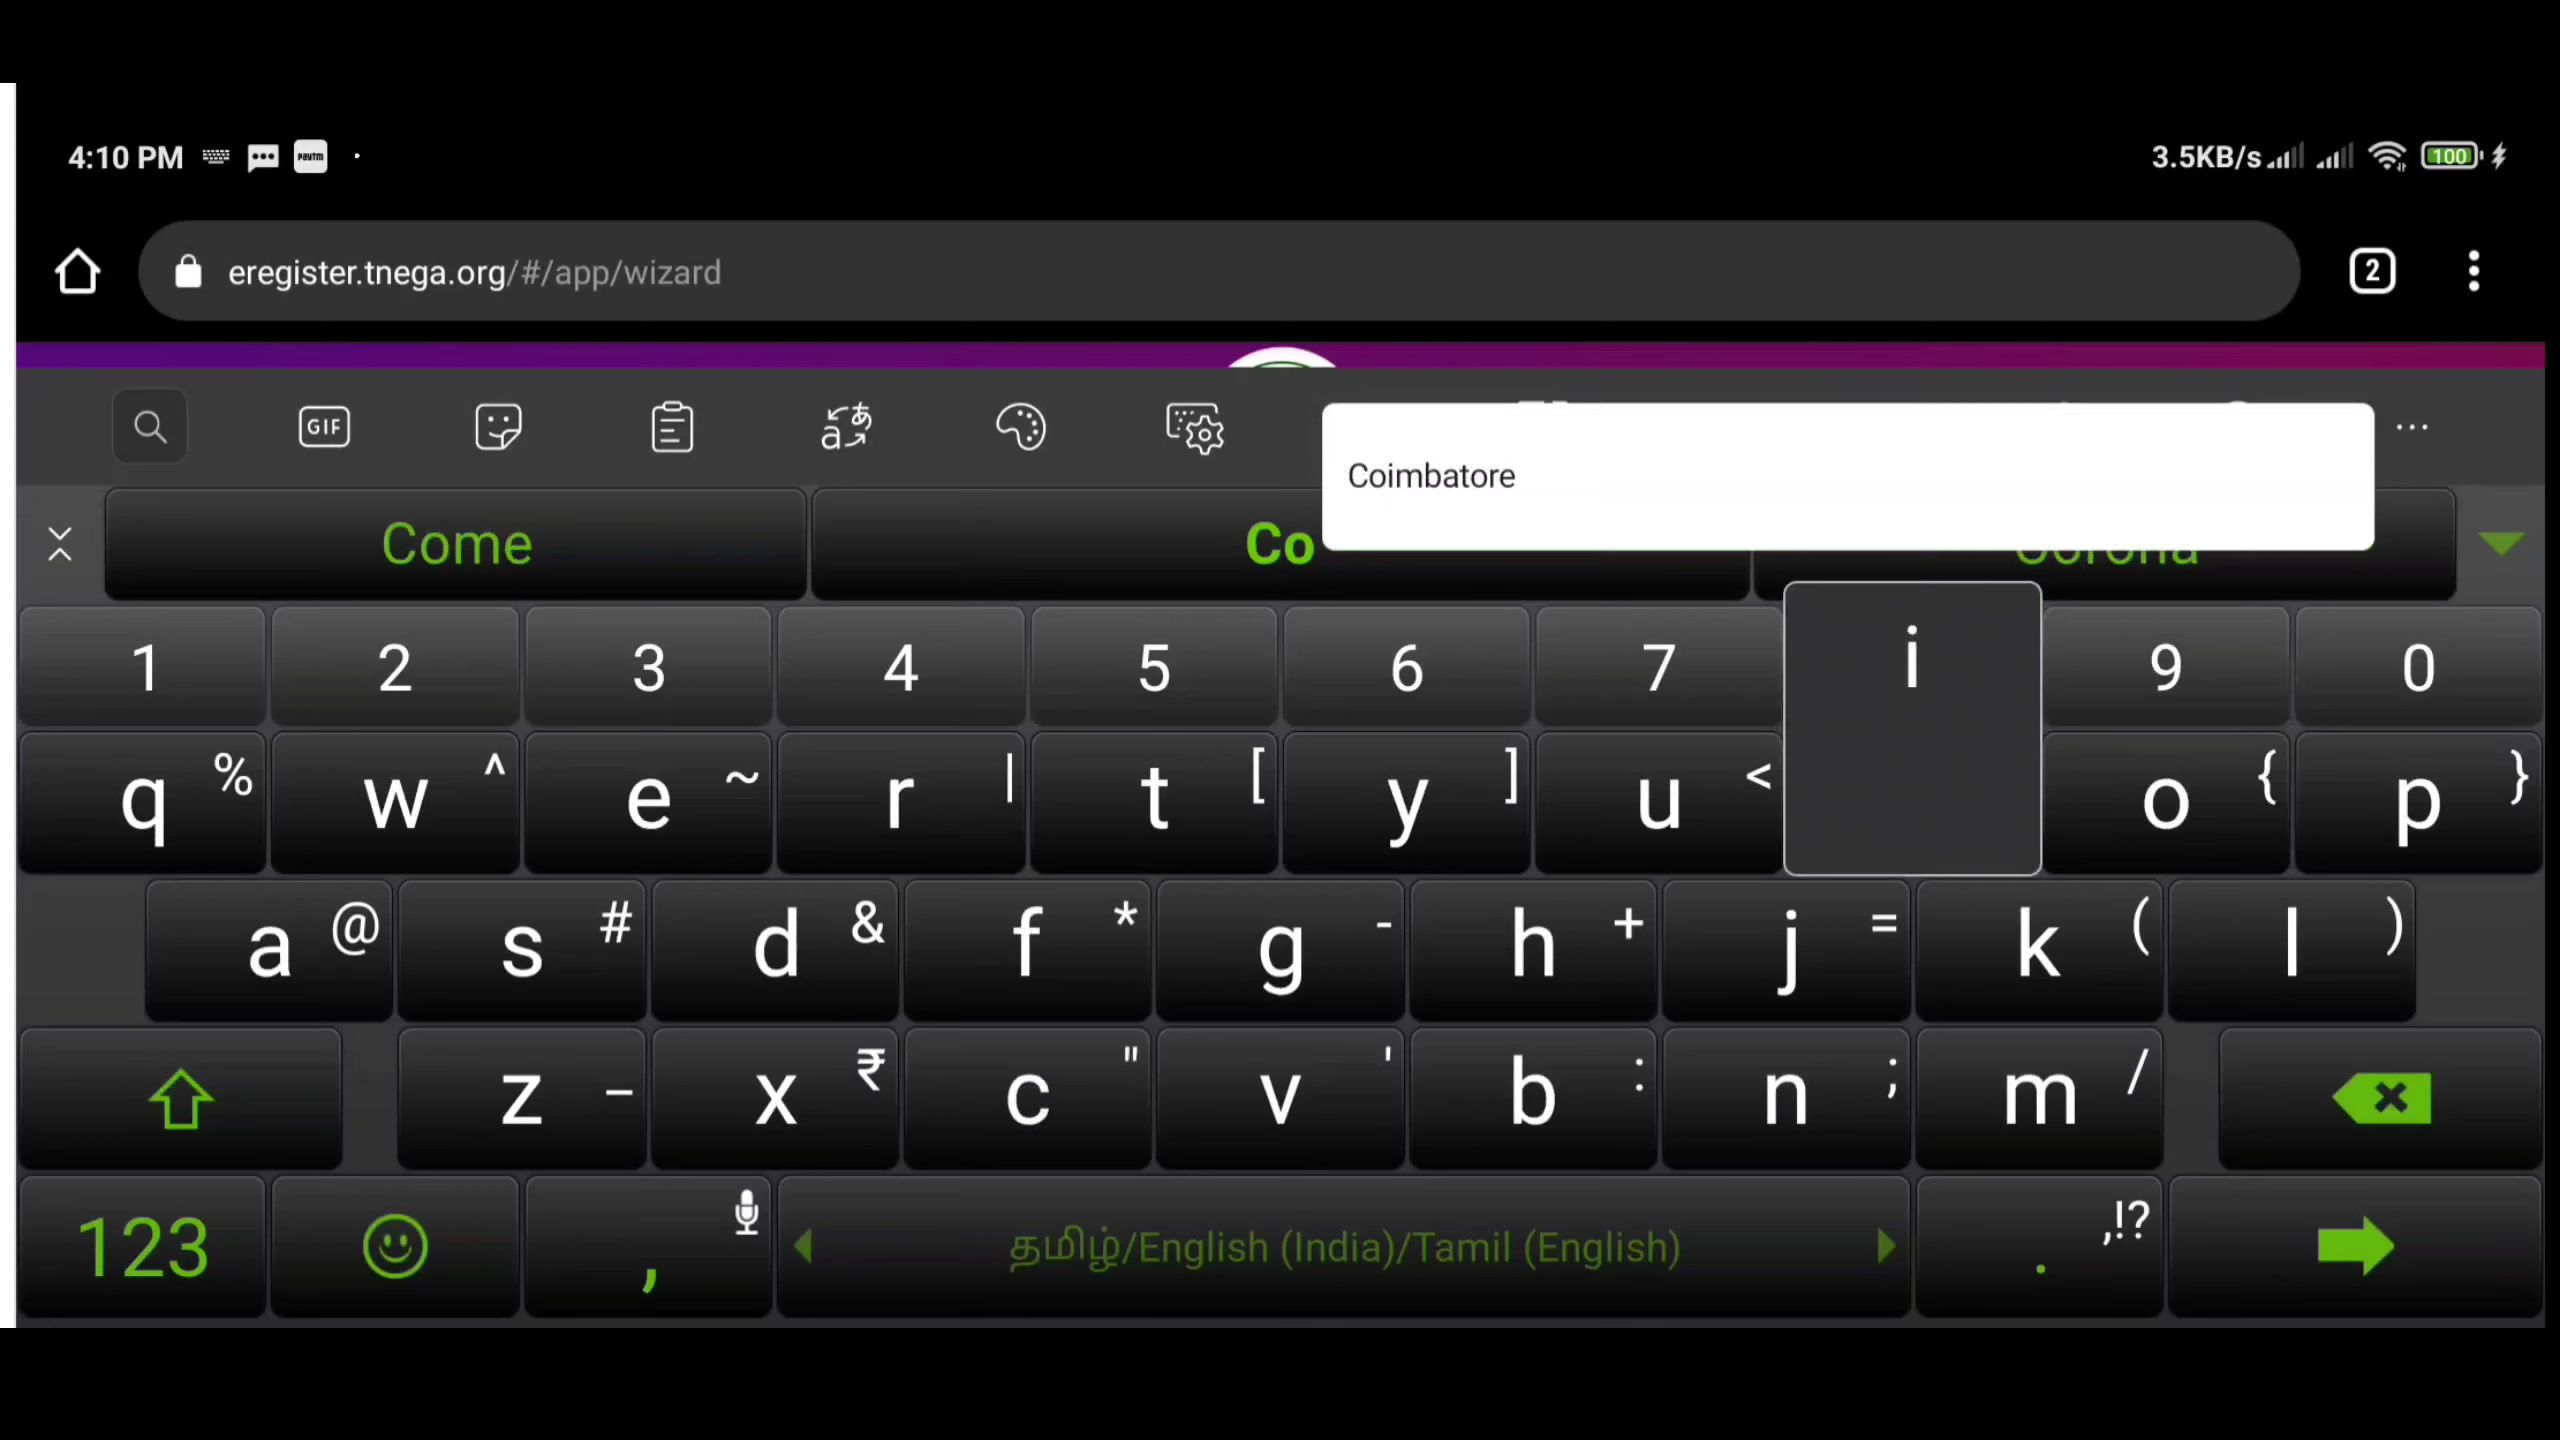 4:10 PM paytm 3.5KB/s 100
eregister.tnega.org/#/app/wizard 2
GIF
Coimbatore
Come Co
1 2 3 4 5 6 7 i 9 0
q % w ^ e ~ r | t [ y ] u < o { p }
a @ s # d & f * g - h + j = k ( l )
z _ x ₹ c " v ' b : n ; m /
123 , தமிழ்/English (India)/Tamil (English) . ,!?